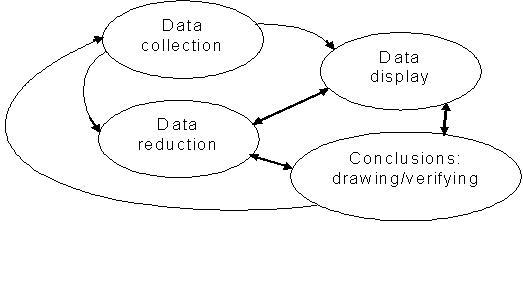 Data
collection
Data
display
Data
reduction
Conclusions:
drawing/verifying